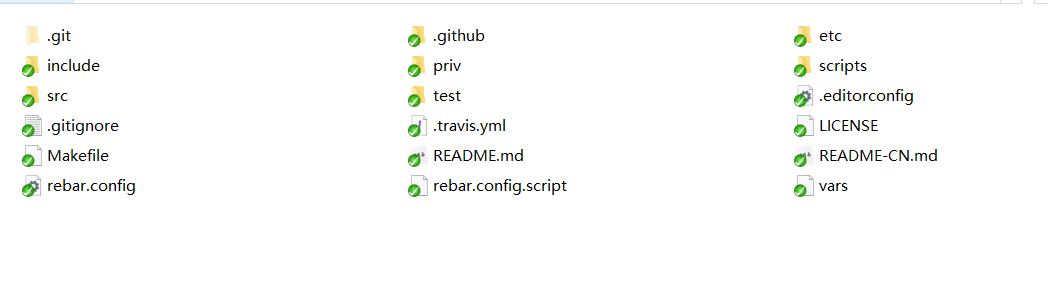 .git .github etc
include priv scripts
src test .editorconfig
.gitignore .travis.yml LICENSE
Makefile README.md README-CN.md
rebar.config rebar.config.script vars